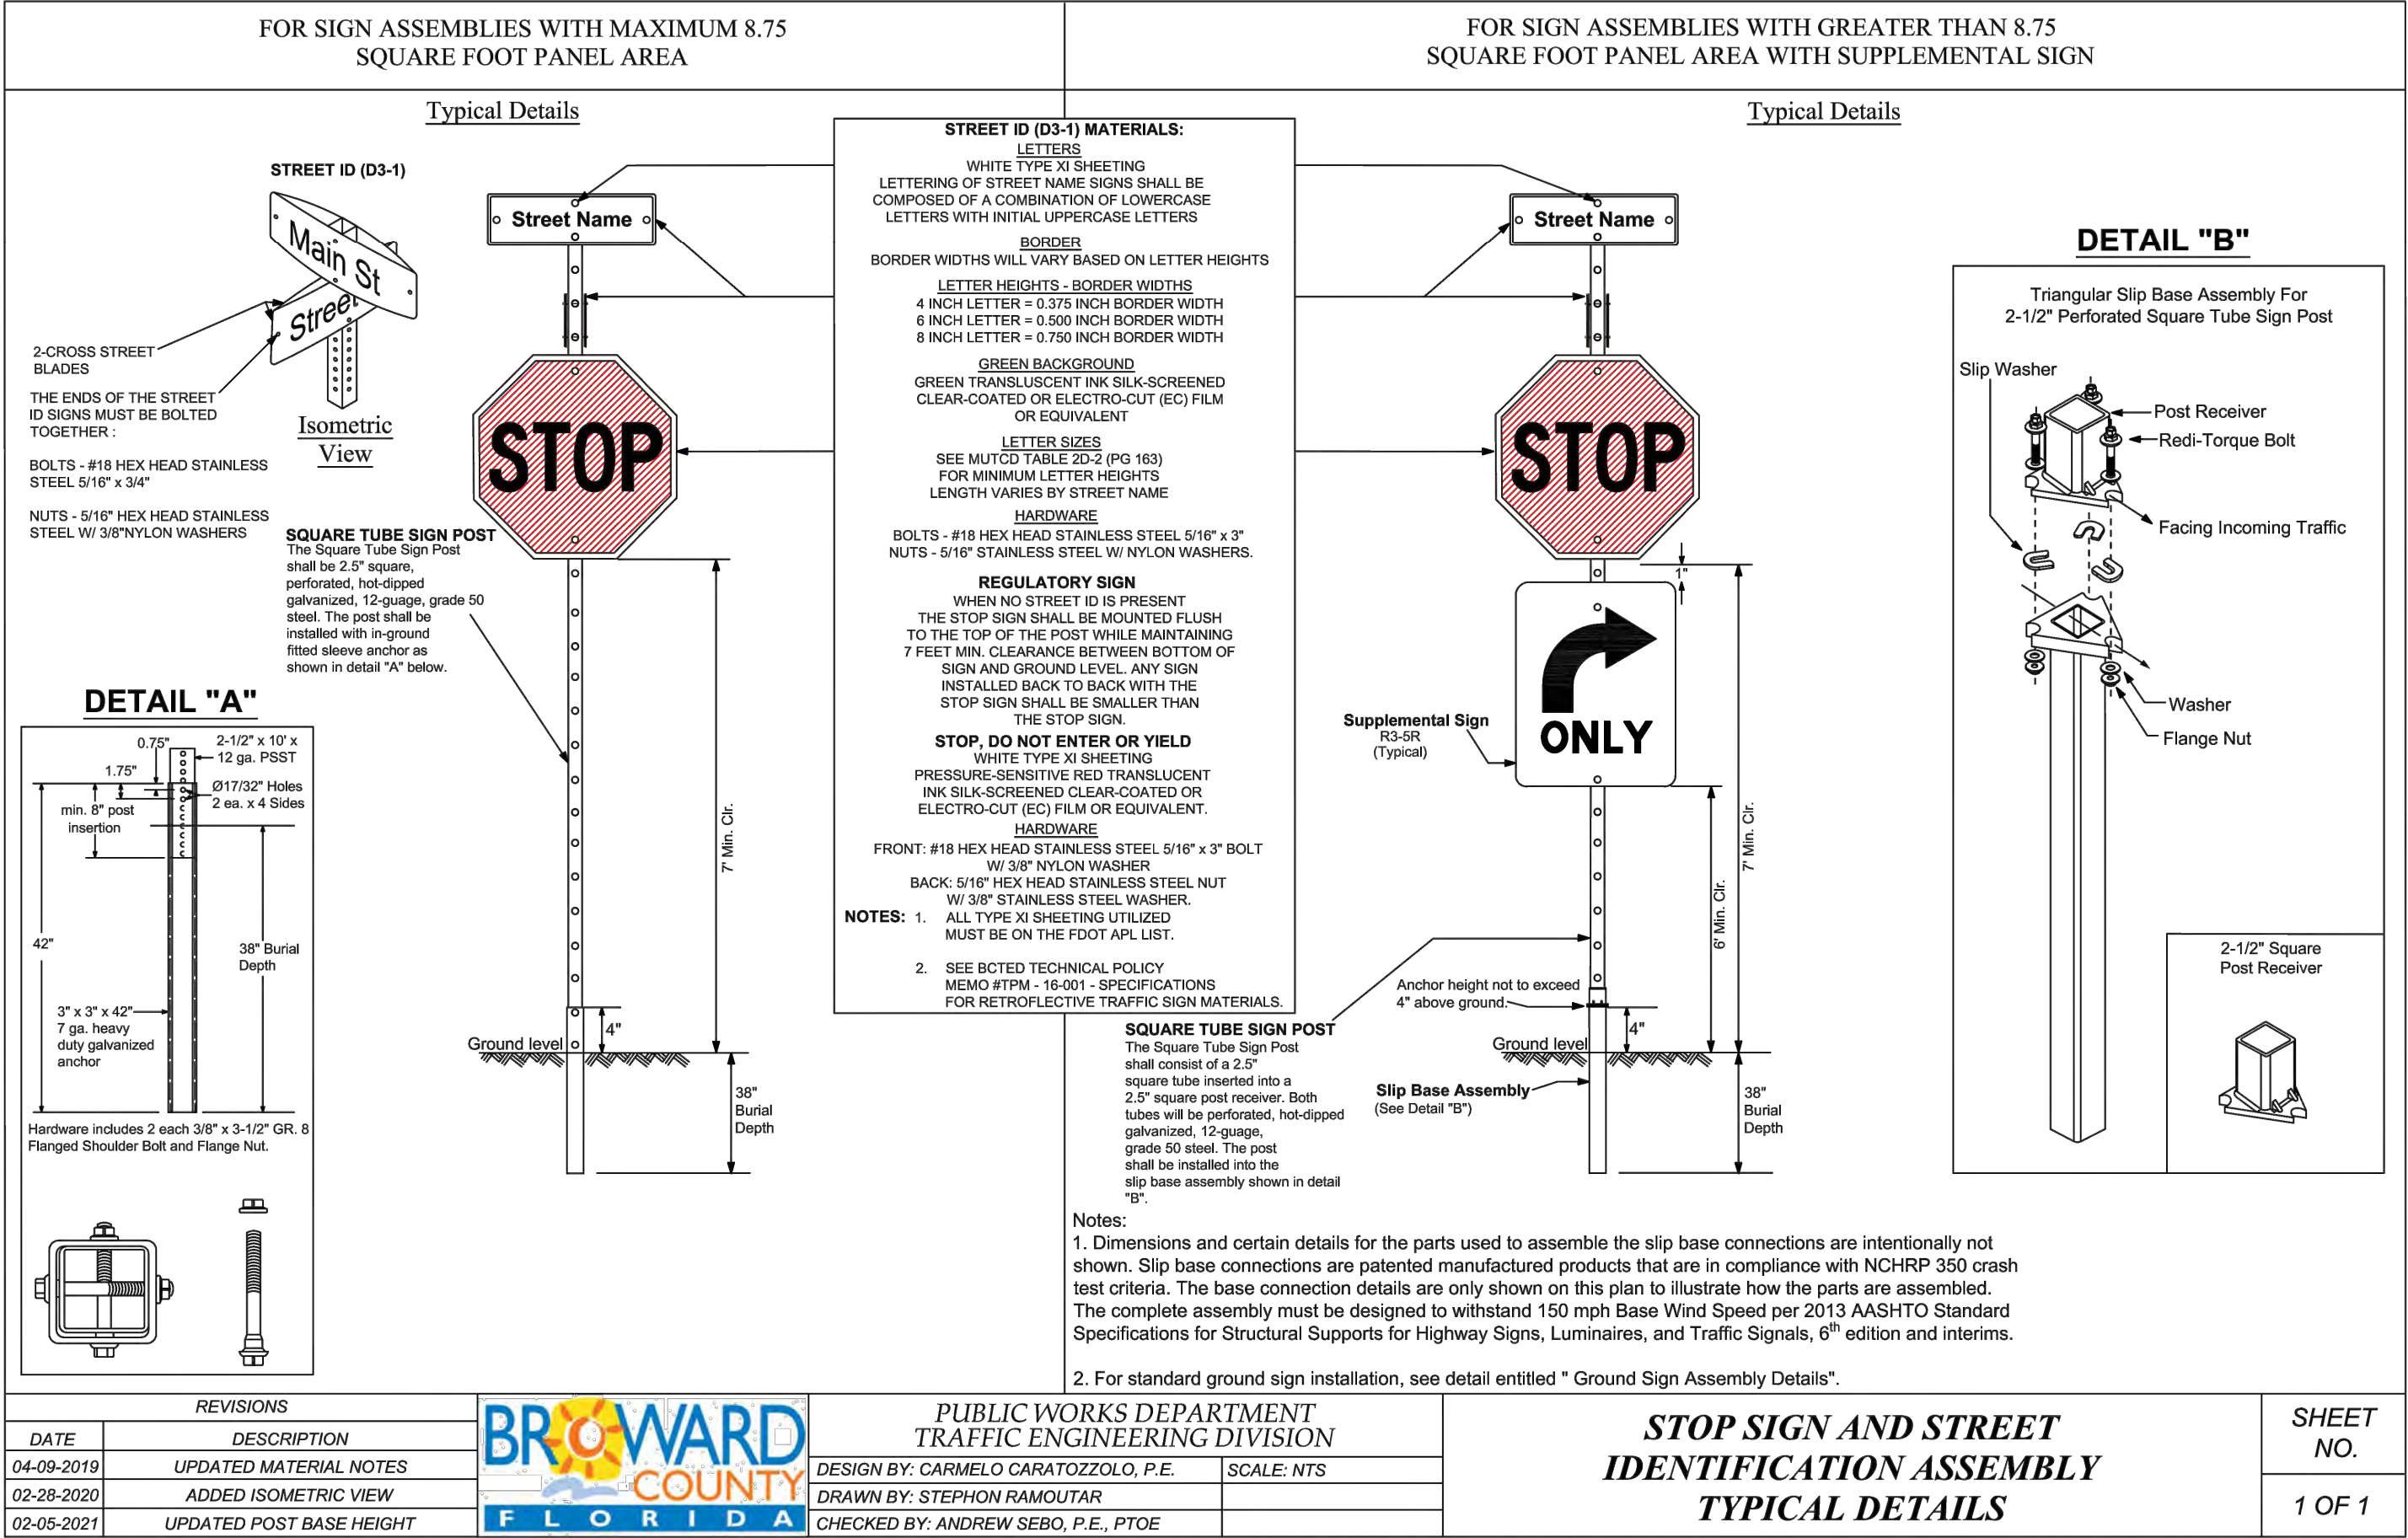 FOR SIGN ASSEMBLIES WITH MAXIMUM 8.75
SQUARE FOOT PANEL AREA
FOR SIGN ASSEMBLIES WITH GREATER THAN 8.75
SQUARE FOOT PANEL AREA WITH SUPPLEMENTAL SIGN
Typical Details
STREET ID (D3-1)
Main St
Street
2-CROSS STREET
BLADES
THE ENDS OF THE STREET
ID SIGNS MUST BE BOLTED
TOGETHER :
BOLTS - #18 HEX HEAD STAINLESS
STEEL 5/16" x 3/4"
NUTS - 5/16" HEX HEAD STAINLESS
STEEL W/ 3/8"NYLON WASHERS
Isometric
View
Street Name
STOP
SQUARE TUBE SIGN POST
The Square Tube Sign Post
shall be 2.5" square,
perforated, hot-dipped
galvanized, 12-guage, grade 50
steel. The post shall be
installed with in-ground
fitted sleeve anchor as
shown in detail "A" below.
7' Min. Clr.
4"
Ground level
38"
Burial
Depth
DETAIL "A"
0.75"
2-1/2" x 10' x
12 ga. PSST
1.75"
Ø17/32" Holes
2 ea. x 4 Sides
min. 8" post
insertion
42"
38" Burial
Depth
3" x 3" x 42"
7 ga. heavy
duty galvanized
anchor
Hardware includes 2 each 3/8" x 3-1/2" GR. 8
Flanged Shoulder Bolt and Flange Nut.
STREET ID (D3-1) MATERIALS:
LETTERS
WHITE TYPE XI SHEETING
LETTERING OF STREET NAME SIGNS SHALL BE
COMPOSED OF A COMBINATION OF LOWERCASE
LETTERS WITH INITIAL UPPERCASE LETTERS
BORDER
BORDER WIDTHS WILL VARY BASED ON LETTER HEIGHTS
LETTER HEIGHTS - BORDER WIDTHS
4 INCH LETTER = 0.375 INCH BORDER WIDTH
6 INCH LETTER = 0.500 INCH BORDER WIDTH
8 INCH LETTER = 0.750 INCH BORDER WIDTH
GREEN BACKGROUND
GREEN TRANSLUSCENT INK SILK-SCREENED
CLEAR-COATED OR ELECTRO-CUT (EC) FILM
OR EQUIVALENT
LETTER SIZES
SEE MUTCD TABLE 2D-2 (PG 163)
FOR MINIMUM LETTER HEIGHTS
LENGTH VARIES BY STREET NAME
HARDWARE
BOLTS - #18 HEX HEAD STAINLESS STEEL 5/16" x 3"
NUTS - 5/16" STAINLESS STEEL W/ NYLON WASHERS.
REGULATORY SIGN
WHEN NO STREET ID IS PRESENT
THE STOP SIGN SHALL BE MOUNTED FLUSH
TO THE TOP OF THE POST WHILE MAINTAINING
7 FEET MIN. CLEARANCE BETWEEN BOTTOM OF
SIGN AND GROUND LEVEL. ANY SIGN
INSTALLED BACK TO BACK WITH THE
STOP SIGN SHALL BE SMALLER THAN
THE STOP SIGN.
STOP, DO NOT ENTER OR YIELD
WHITE TYPE XI SHEETING
PRESSURE-SENSITIVE RED TRANSLUCENT
INK SILK-SCREENED CLEAR-COATED OR
ELECTRO-CUT (EC) FILM OR EQUIVALENT.
HARDWARE
FRONT: #18 HEX HEAD STAINLESS STEEL 5/16" x 3" BOLT
W/ 3/8" NYLON WASHER
BACK: 5/16" HEX HEAD STAINLESS STEEL NUT
W/ 3/8" STAINLESS STEEL WASHER.
NOTES: 1. ALL TYPE XI SHEETING UTILIZED
MUST BE ON THE FDOT APL LIST.
2. SEE BCTED TECHNICAL POLICY
MEMO #TPM - 16-001 - SPECIFICATIONS
FOR RETROFLECTIVE TRAFFIC SIGN MATERIALS.
Typical Details
Street Name
STOP
1"
ONLY
Supplemental Sign
R3-5R
(Typical)
7' Min. Clr.
6' Min. Clr.
Anchor height not to exceed
4" above ground.
4"
Ground level
Slip Base Assembly
(See Detail "B")
38"
Burial
Depth
SQUARE TUBE SIGN POST
The Square Tube Sign Post
shall consist of a 2.5"
square tube inserted into a
2.5" square post receiver. Both
tubes will be perforated, hot-dipped
galvanized, 12-guage,
grade 50 steel. The post
shall be installed into the
slip base assembly shown in detail
"B".
DETAIL "B"
Triangular Slip Base Assembly For
2-1/2" Perforated Square Tube Sign Post
Slip Washer
Post Receiver
Redi-Torque Bolt
Facing Incoming Traffic
Washer
Flange Nut
2-1/2" Square
Post Receiver
Notes:
1. Dimensions and certain details for the parts used to assemble the slip base connections are intentionally not
shown. Slip base connections are patented manufactured products that are in compliance with NCHRP 350 crash
test criteria. The base connection details are only shown on this plan to illustrate how the parts are assembled.
The complete assembly must be designed to withstand 150 mph Base Wind Speed per 2013 AASHTO Standard
Specifications for Structural Supports for Highway Signs, Luminaires, and Traffic Signals, 6th edition and interims.
2. For standard ground sign installation, see detail entitled " Ground Sign Assembly Details".
REVISIONS
DATE DESCRIPTION
04-09-2019 UPDATED MATERIAL NOTES
02-28-2020 ADDED ISOMETRIC VIEW
02-05-2021 UPDATED POST BASE HEIGHT
BROWARD
COUNTY
FLORIDA
PUBLIC WORKS DEPARTMENT
TRAFFIC ENGINEERING DIVISION
DESIGN BY: CARMELO CARATOZZOLO, P.E. SCALE: NTS
DRAWN BY: STEPHON RAMOUTAR
CHECKED BY: ANDREW SEBO, P.E., PTOE
STOP SIGN AND STREET
IDENTIFICATION ASSEMBLY
TYPICAL DETAILS
SHEET
NO.
1 OF 1